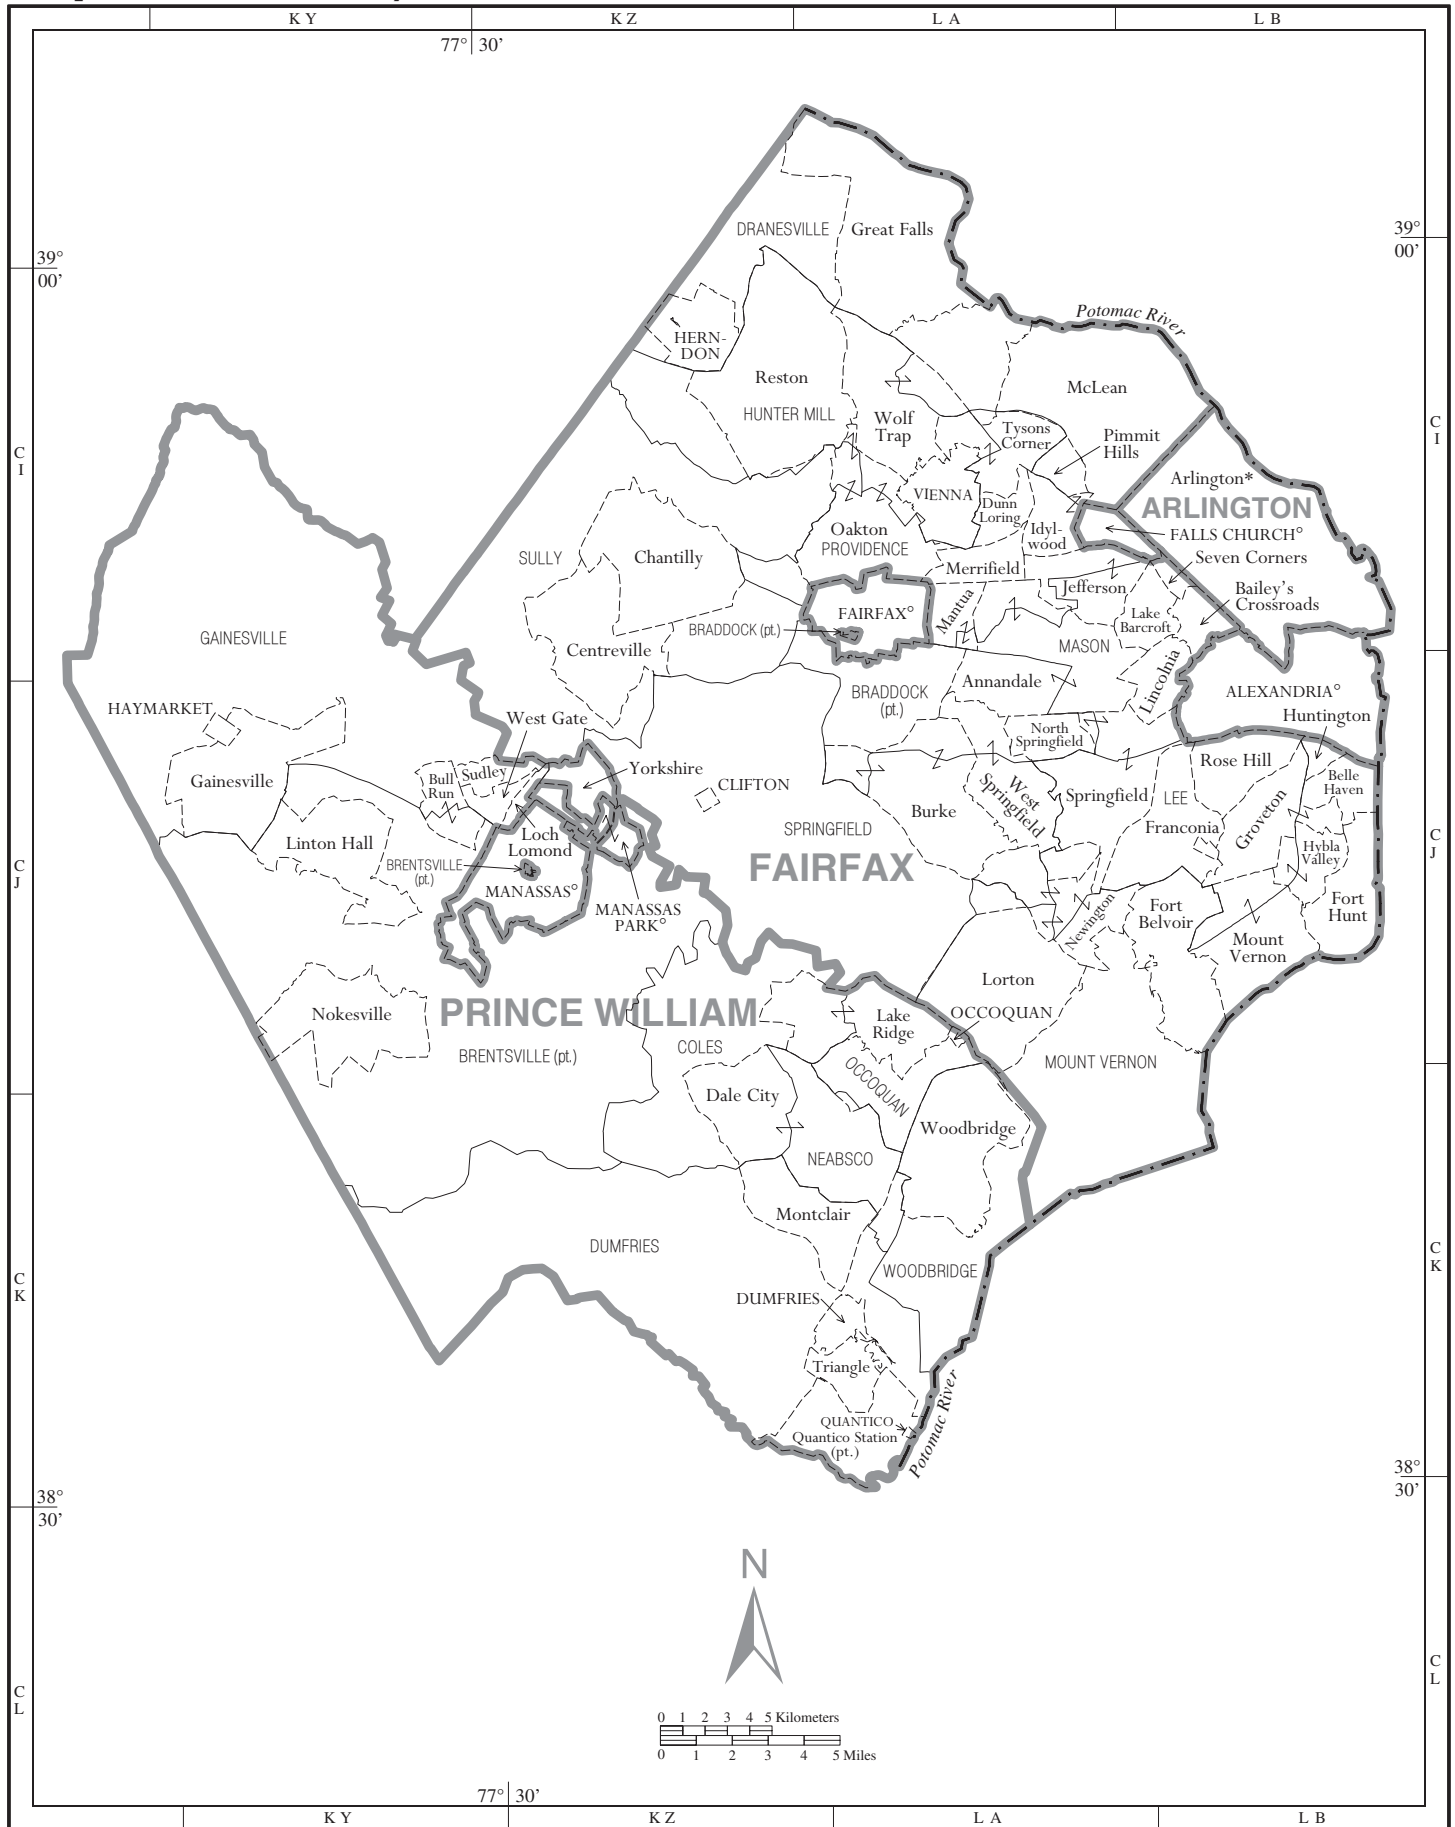 KY
KZ
LA
LB
77° 30’
39°
00’
39°
00’
DRANESVILLE
Great Falls
Potomac River
HERN-
DON
Reston
McLean
HUNTER MILL
Wolf
Trap
Tysons
Corner
Pimmit
Hills
CI
CI
Arlington*
ARLINGTON
VIENNA
Dunn
Loring
Idyl-
wood
FALLS CHURCH°
Oakton
PROVIDENCE
SULLY
Chantilly
Merrifield
Seven Corners
Jefferson
Bailey’s
Crossroads
FAIRFAX°
Mantua
Lake
Barcroft
BRADDOCK (pt.)
GAINESVILLE
Centreville
MASON
Lincolnia
BRADDOCK
(pt.)
Annandale
ALEXANDRIA°
HAYMARKET
West Gate
North
Springfield
Huntington
Gainesville
Bull
Run
Sudley
Yorkshire
CLIFTON
Rose Hill
Belle
Haven
West
Springfield
Springfield
LEE
Burke
SPRINGFIELD
Franconia
Groveton
Linton Hall
Loch
Lomond
CJ
CJ
Hybla
Valley
BRENTSVILLE
(pt.)
FAIRFAX
MANASSAS°
MANASSAS
PARK°
Newington
Fort
Belvoir
Fort
Hunt
Mount
Vernon
Lorton
Nokesville
PRINCE WILLIAM
Lake
Ridge
OCCOQUAN
BRENTSVILLE (pt.)
COLES
OCCOQUAN
MOUNT VERNON
Dale City
Woodbridge
NEABSCO
Montclair
DUMFRIES
WOODBRIDGE
CK
CK
DUMFRIES
Triangle
Potomac River
QUANTICO
Quantico Station
(pt.)
38°
30’
38°
30’
N
CL
CL
0 1 2 3 4 5 Kilometers
0 1 2 3 4 5 Miles
77° 30’
KY
KZ
LA
LB